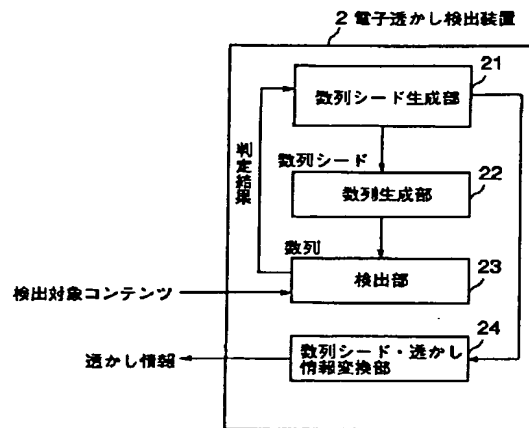 2 電子透かし検出装置
21
数列シード生成部
判定結果
数列シード
22
数列生成部
数列
検出部
23
検出対象コンテンツ
24
数列シード・透かし
情報変換部
透かし情報